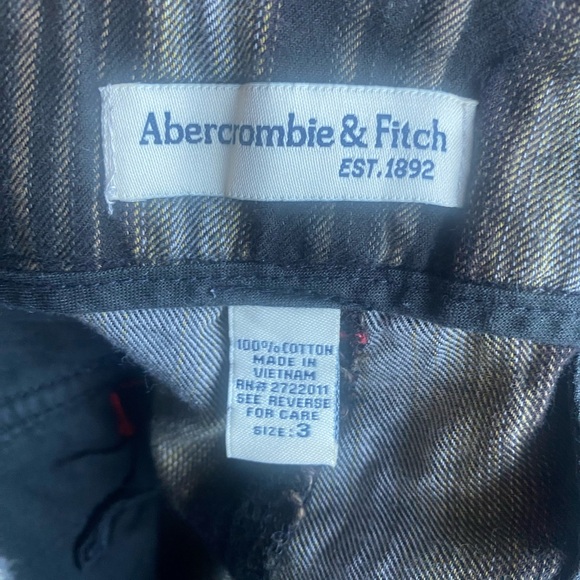 Abercrombie & Fitch
EST. 1892
100% COTTON
MADE IN
VIETNAM
RN# 2722011
SEE REVERSE
FOR CARE
SIZE: 3